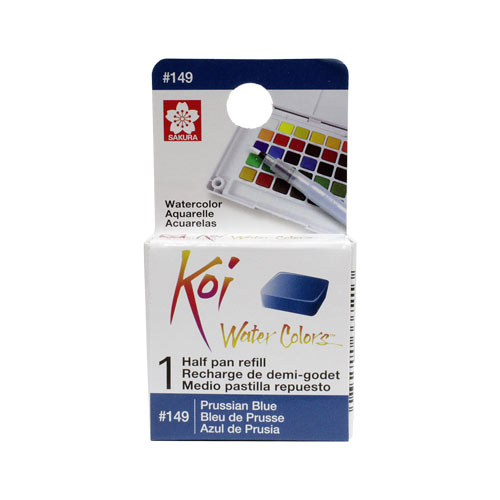 #149
SAKURA
Watercolor
Aquarelle
Acuarelas
Koi
Water Colors
1 Half pan refill
Recharge de demi-godet
Medio pastilla repuesto
#149 Prussian Blue
Bleu de Prusse
Azul de Prusia